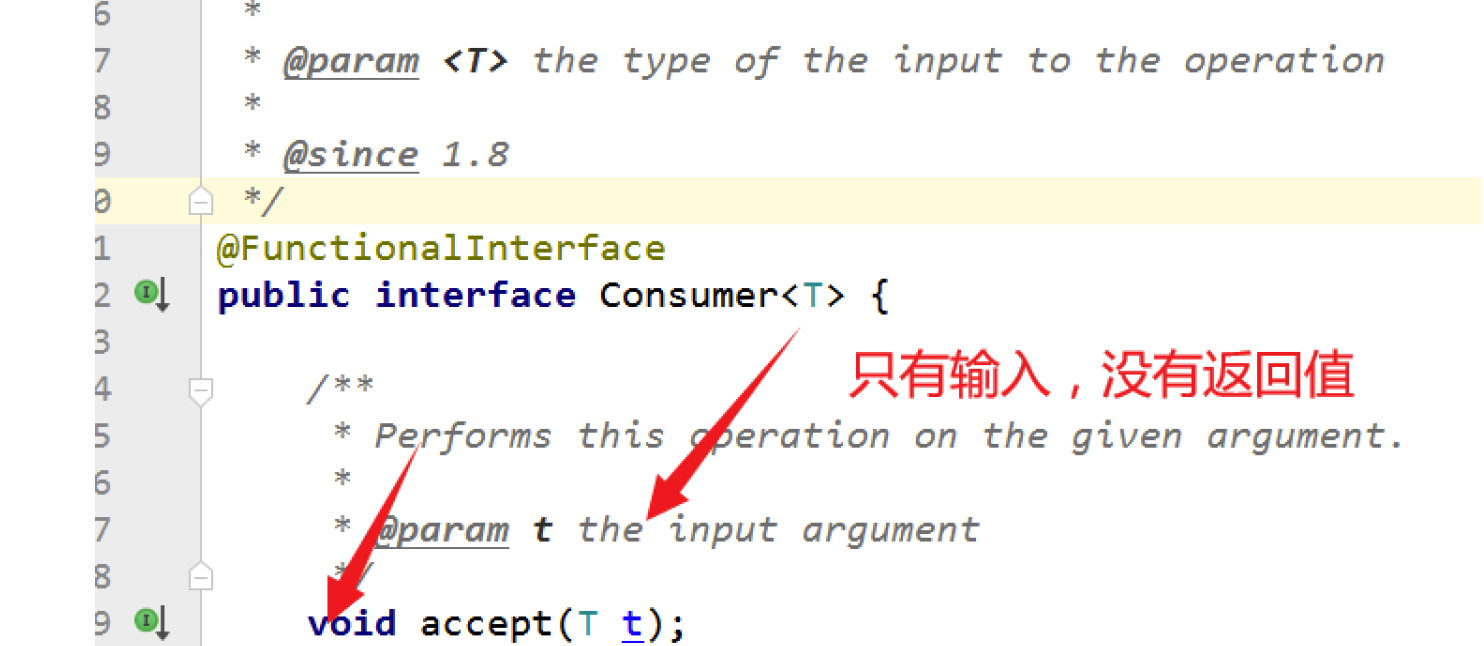 6 *
7 * @param <T> the type of the input to the operation
8 *
9 * @since 1.8
0 */
1 @FunctionalInterface
2 public interface Consumer<T> {
3
只有输入，没有返回值
4 /**
5 * Performs this operation on the given argument.
6 *
7 * @param t the input argument
8 */
9 void accept(T t);